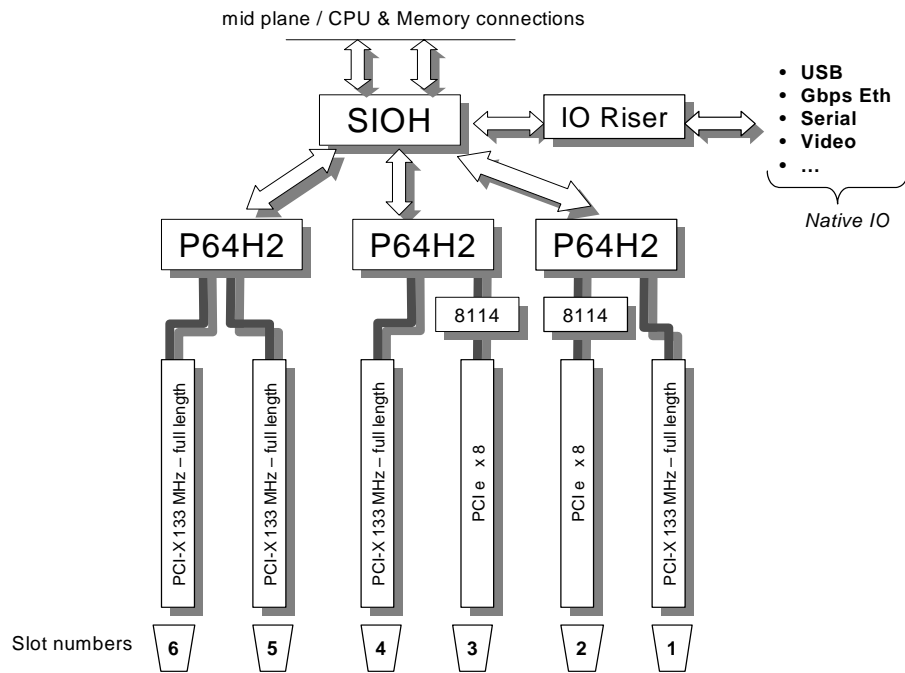 mid plane / CPU & Memory connections
SIOH
IO Riser
• USB
• Gbps Eth
• Serial
• Video
• ...
Native IO
P64H2
P64H2
P64H2
8114
8114
PCI-X 133 MHz – full length
PCI-X 133 MHz – full length
PCI-X 133 MHz – full length
PCI e x 8
PCI e x 8
PCI-X 133 MHz – full length
Slot numbers
6
5
4
3
2
1